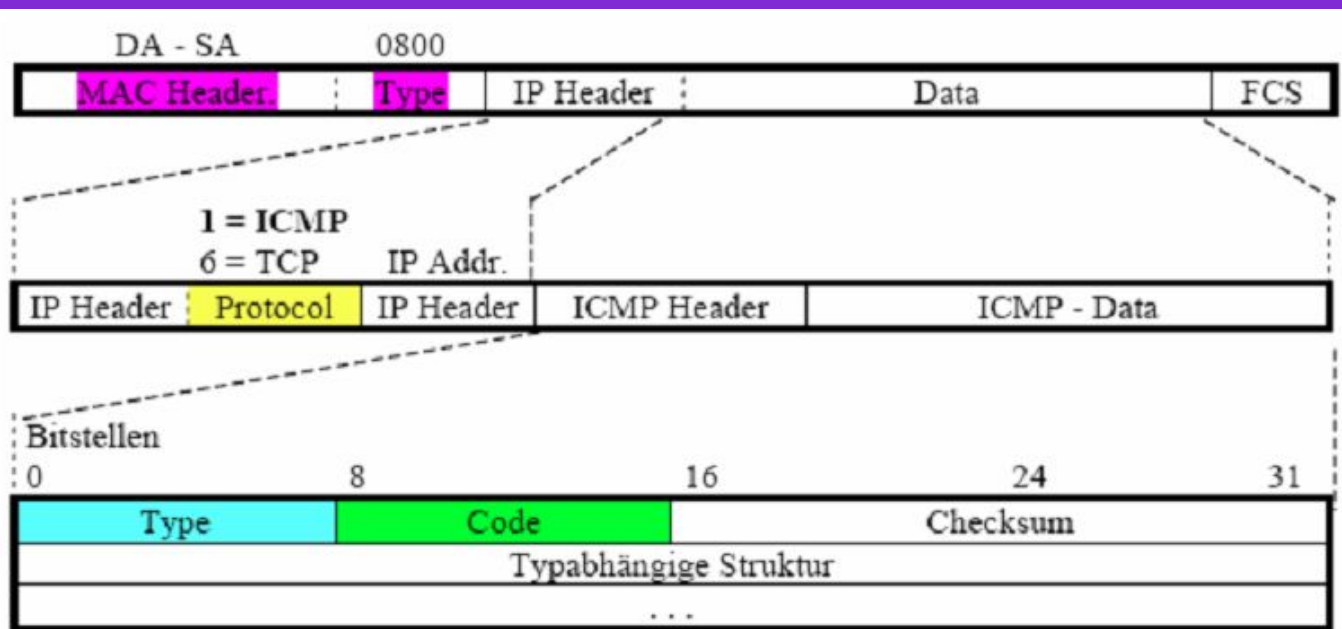 DA - SA 0800
MAC Header. Type IP Header Data FCS
1 = ICMP
6 = TCP IP Addr.
IP Header Protocol IP Header ICMP Header ICMP - Data
Bitstellen
0 8 16 24 31
Type Code Checksum
Typabhängige Struktur
. . .